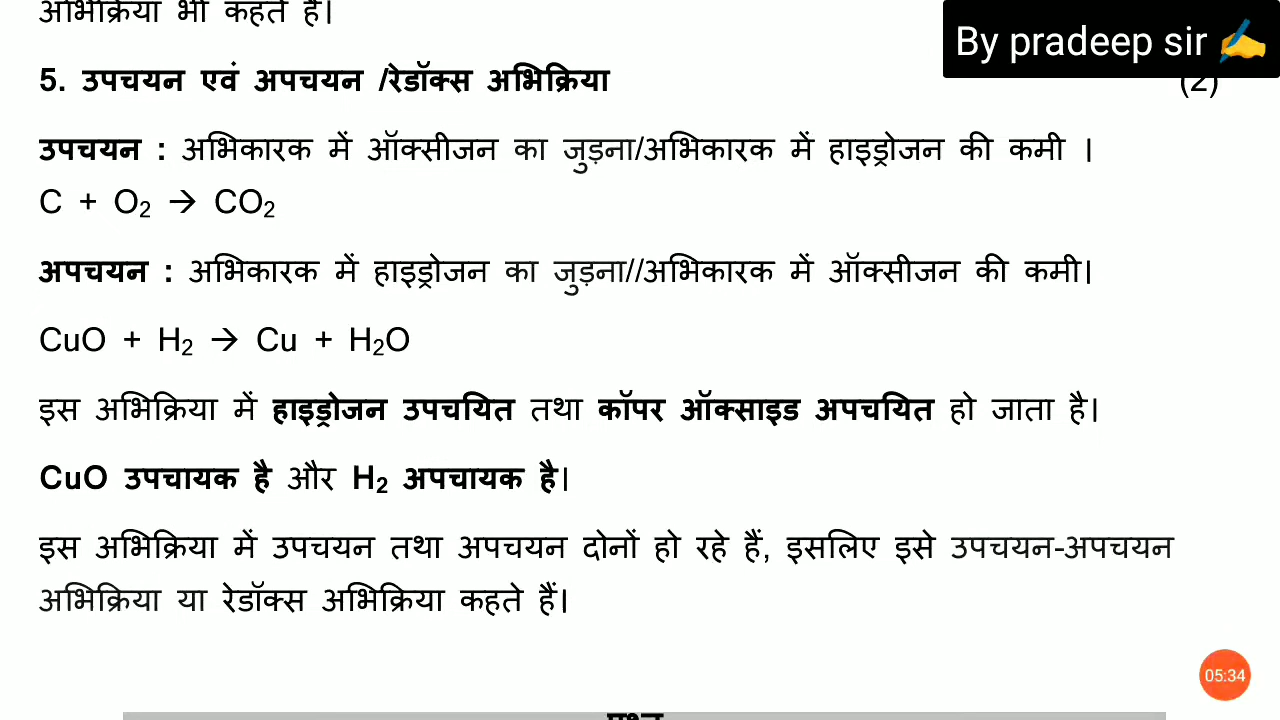 अभिक्रिया भी कहते हैं।
By pradeep sir ✍️
5. उपचयन एवं अपचयन /रेडॉक्स अभिक्रिया (2)
उपचयन : अभिकारक में ऑक्सीजन का जुड़ना/अभिकारक में हाइड्रोजन की कमी ।
C + O₂ → CO₂
अपचयन : अभिकारक में हाइड्रोजन का जुड़ना//अभिकारक में ऑक्सीजन की कमी।
CuO + H₂ → Cu + H₂O
इस अभिक्रिया में हाइड्रोजन उपचयित तथा कॉपर ऑक्साइड अपचयित हो जाता है।
CuO उपचायक है और H₂ अपचायक है।
इस अभिक्रिया में उपचयन तथा अपचयन दोनों हो रहे हैं, इसलिए इसे उपचयन-अपचयन
अभिक्रिया या रेडॉक्स अभिक्रिया कहते हैं।
05:34